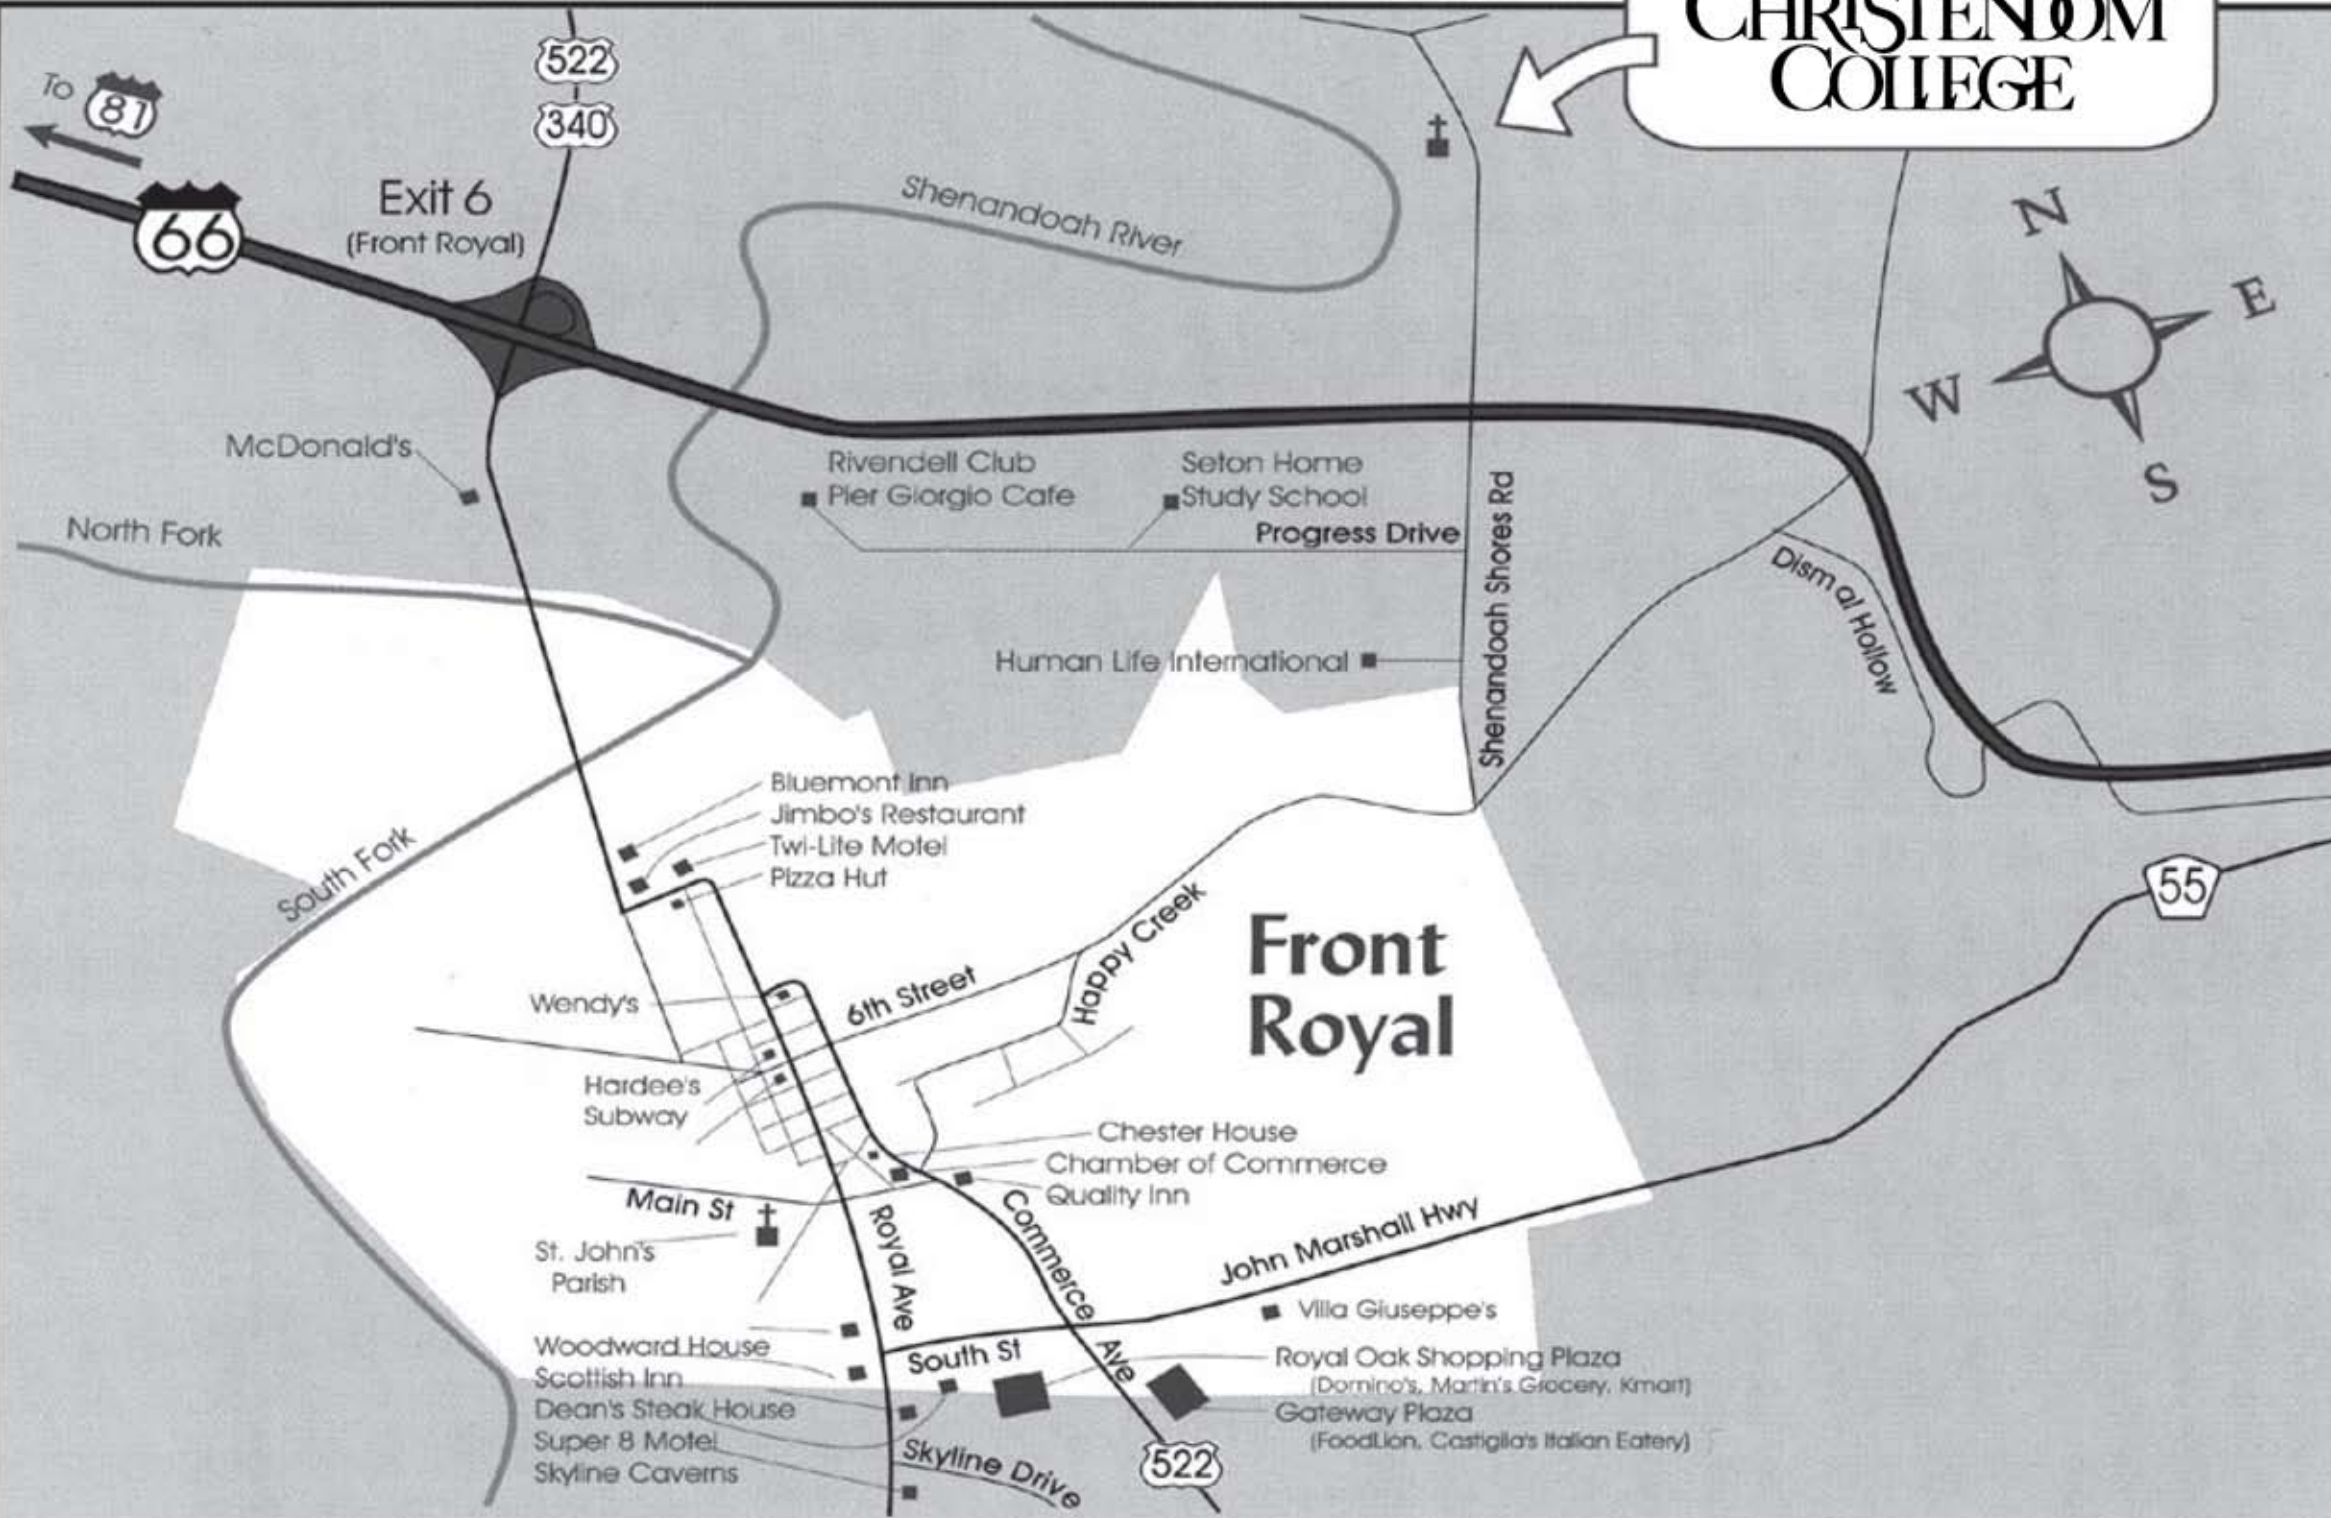 CHRISTENDOM
COLLEGE
522
340
To 81
66
Exit 6
(Front Royal)
Shenandoah River
N
E
W
S
McDonald's
North Fork
Rivendell Club
Pier Giorgio Cafe
Seton Home
Study School
Progress Drive
Shenandoah Shores Rd
Dismal Hollow
Human Life International
Bluemont Inn
Jimbo's Restaurant
Twi-Lite Motel
Pizza Hut
South Fork
55
Front
Royal
Happy Creek
6th Street
Wendy's
Hardee's
Subway
Chester House
Chamber of Commerce
Quality Inn
Main St
St. John's
Parish
Royal Ave
Commerce Ave
John Marshall Hwy
Villa Giuseppe's
South St
Woodward House
Scottish Inn
Dean's Steak House
Super 8 Motel
Skyline Caverns
Royal Oak Shopping Plaza
(Domino's, Martin's Grocery, Kmart)
Gateway Plaza
(FoodLion, Castiglia's Italian Eatery)
Skyline Drive
522